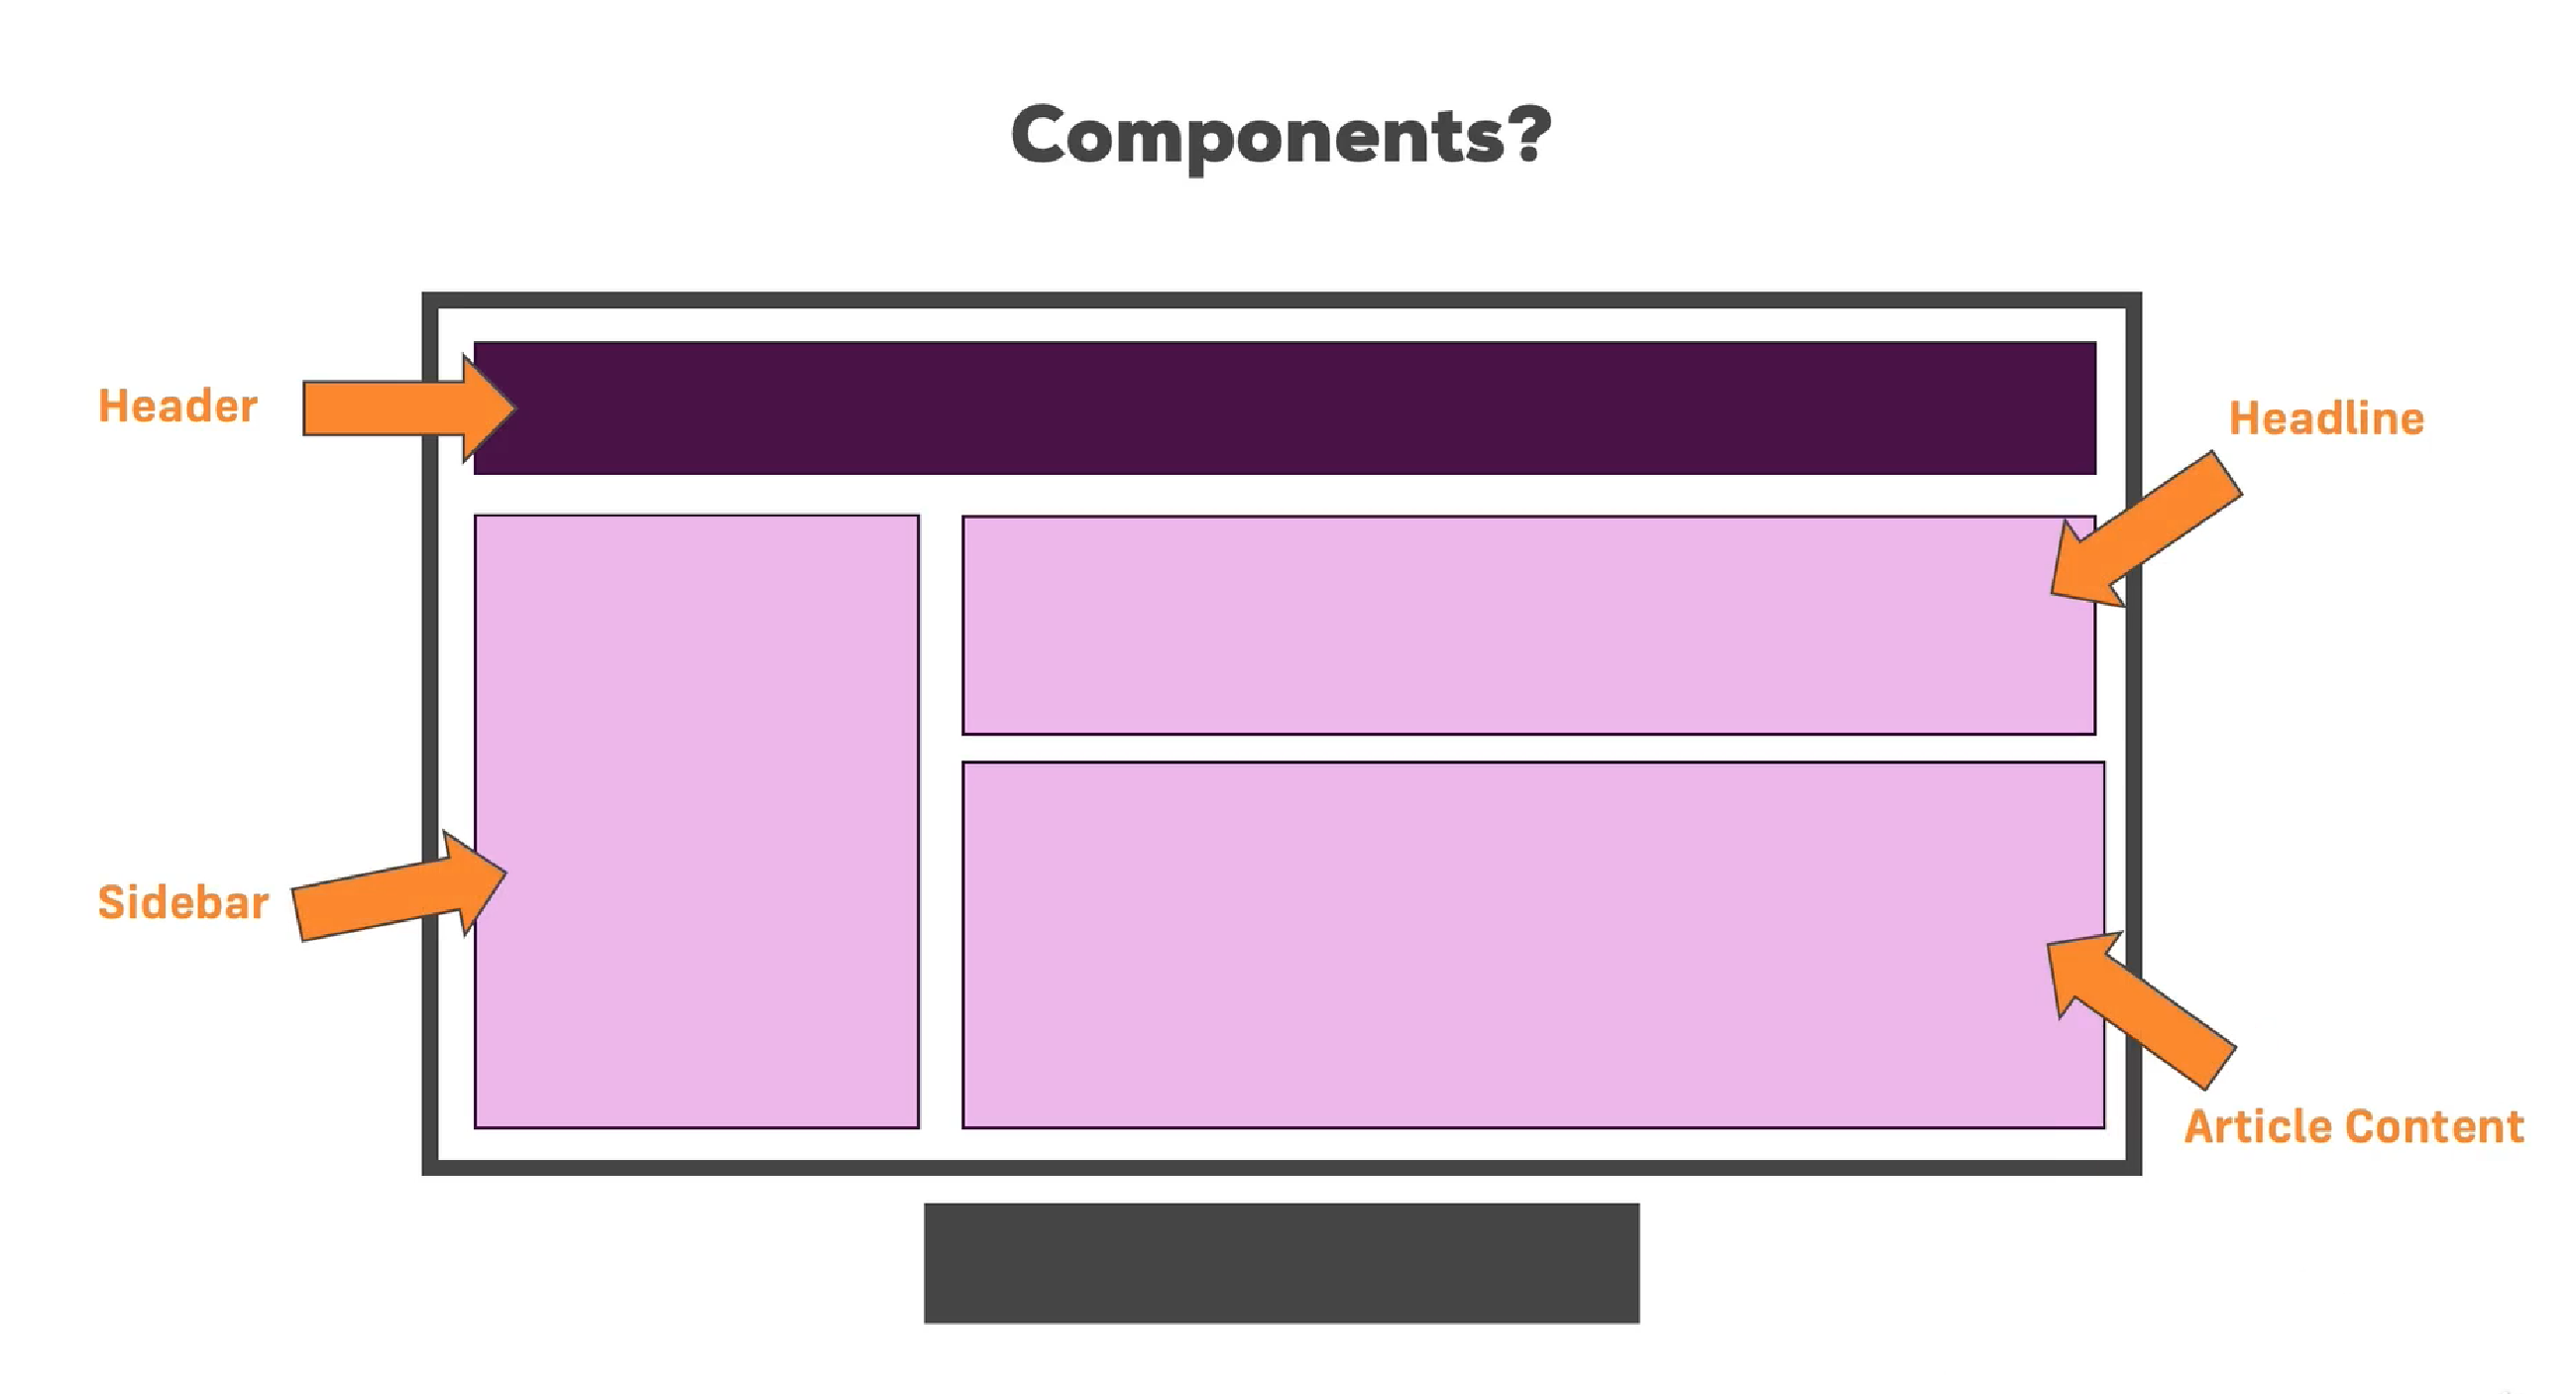 Components?
Header
Headline
Sidebar
Article Content